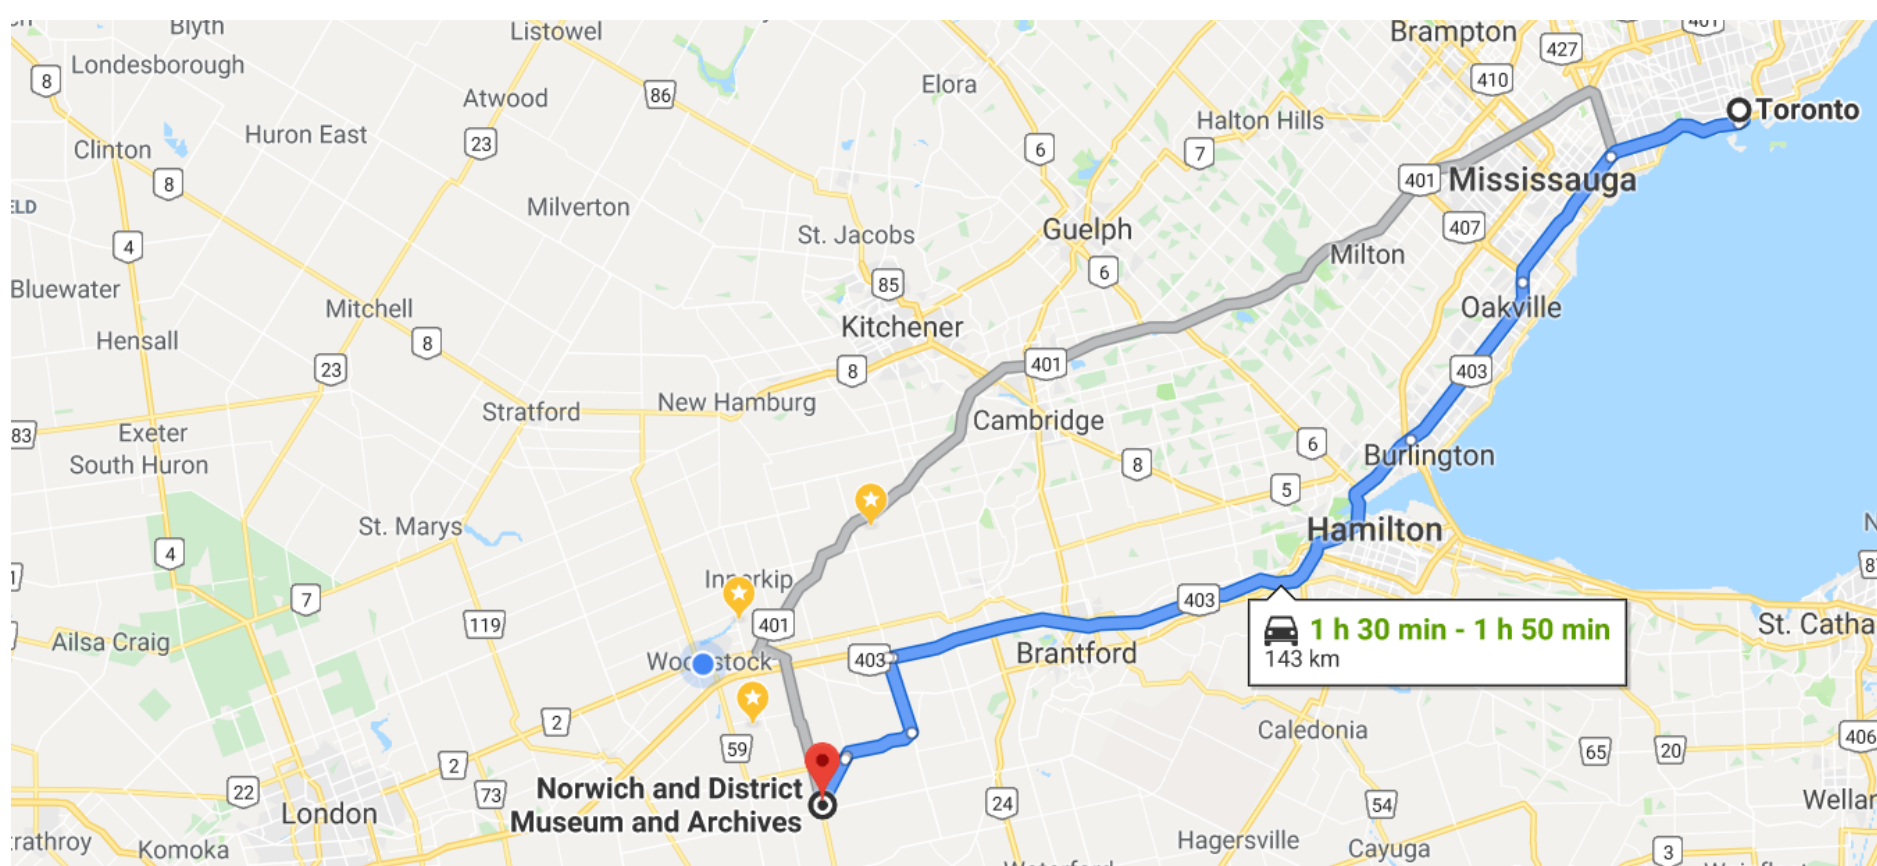 Blyth
Listowel
401
Brampton
427
Londesborough
8
Atwood
86
Elora
410
Toronto
Huron East
23
Halton Hills
Clinton
6
7
8
401
Mississauga
ELD
Milverton
St. Jacobs
Guelph
407
4
Milton
6
Bluewater
85
Mitchell
Oakville
Hensall
8
Kitchener
23
8
401
403
Stratford
New Hamburg
Cambridge
83
Exeter
6
South Huron
8
Burlington
5
St. Marys
Hamilton
4
Innerkip
7
403
119
401
1 h 30 min - 1 h 50 min
143 km
St. Catha
Ailsa Craig
Woodstock
403
Brantford
2
59
Caledonia
65
20
406
2
22
73
Norwich and District
Museum and Archives
London
24
54
Wellar
Hagersville
Cayuga
3
rathroy
Komoka